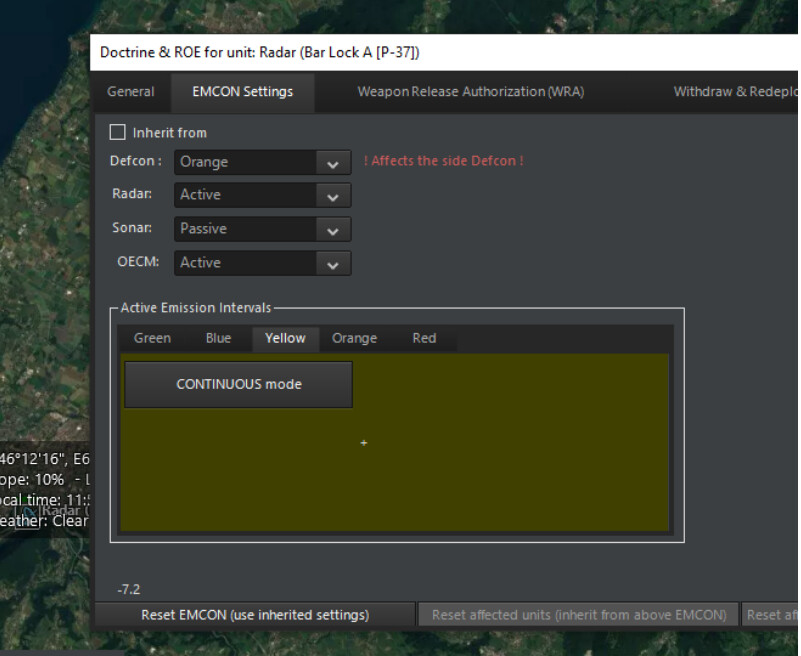 Doctrine & ROE for unit: Radar (Bar Lock A [P-37])
General EMCON Settings Weapon Release Authorization (WRA) Withdraw & Redeplo
Inherit from
Defcon : Orange ! Affects the side Defcon !
Radar: Active
Sonar: Passive
OECM: Active
Active Emission Intervals
Green Blue Yellow Orange Red
CONTINUOUS mode
+
46°12'16", E6
ope: 10% - L
ocal time: 11:5
Radar (
eather: Clear
-7.2
Reset EMCON (use inherited settings) Reset affected units (inherit from above EMCON) Reset aff